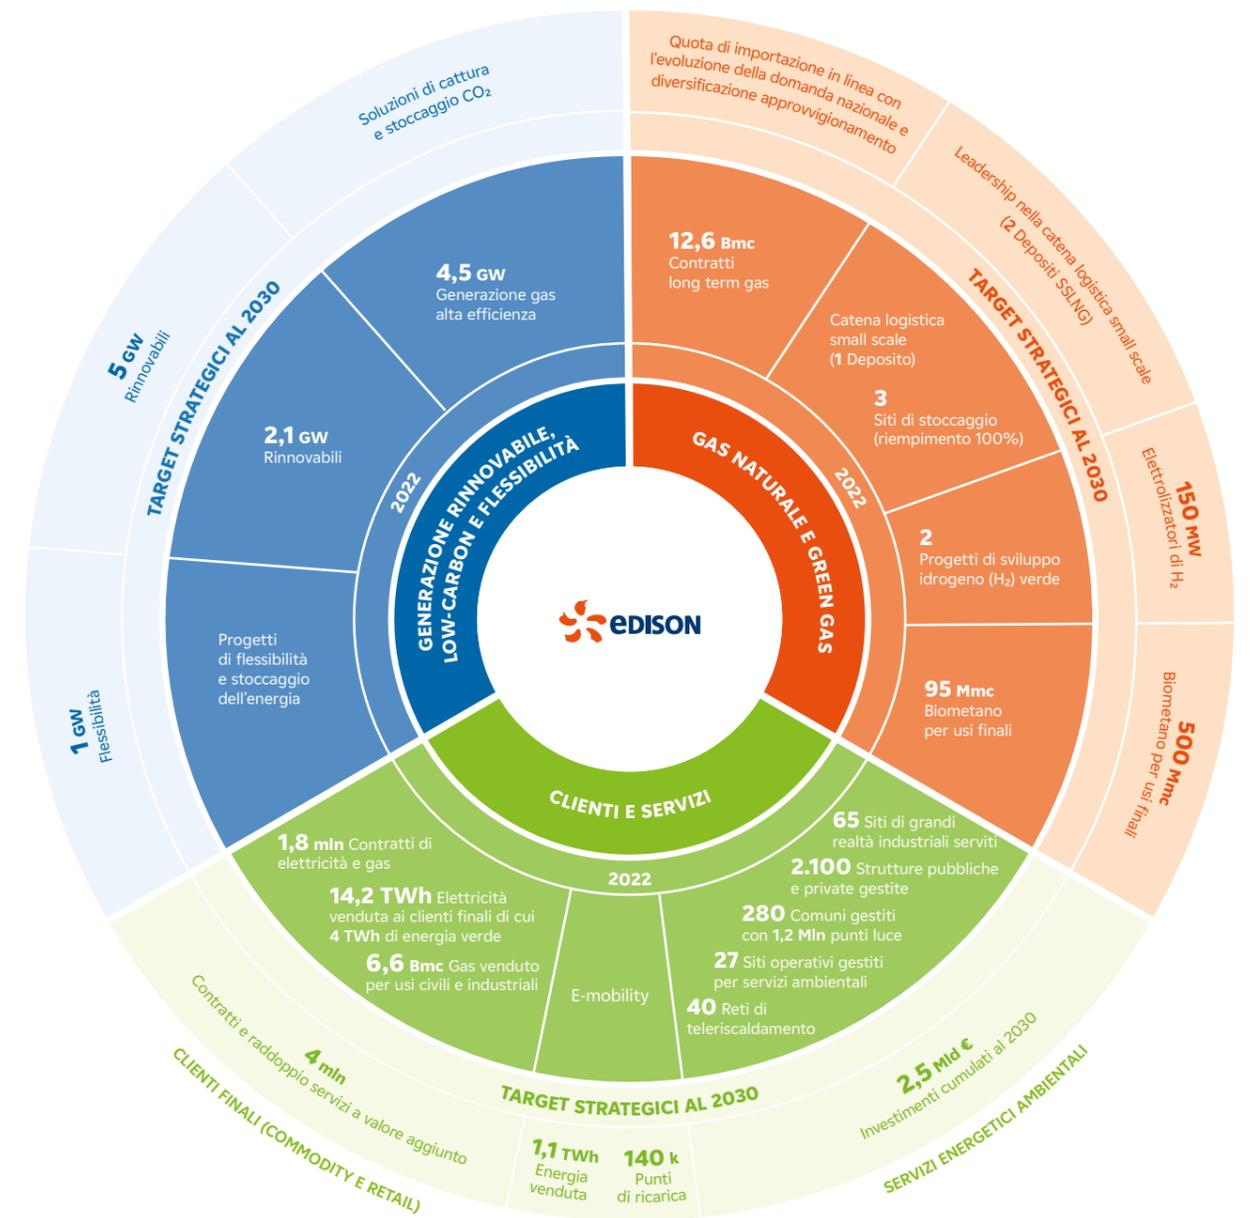 Soluzioni di cattura
e stoccaggio CO₂
5 GW
Rinnovabili
1 GW
Flessibilità
TARGET STRATEGICI AL 2030
4,5 GW
Generazione gas
alta efficienza
2,1 GW
Rinnovabili
Progetti
di flessibilità
e stoccaggio
dell'energia
2022
GENERAZIONE RINNOVABILE,
LOW-CARBON E FLESSIBILITÀ
Quota di importazione in linea con
l'evoluzione della domanda nazionale e
diversificazione approvvigionamento
Leadership nella catena logistica small scale
(2 Depositi SSLNG)
150 MW
Elettrolizzatori di H₂
500 Mmc
Biometano per usi finali
TARGET STRATEGICI AL 2030
12,6 Bmc
Contratti
long term gas
Catena logistica
small scale
(1 Deposito)
3
Siti di stoccaggio
(riempimento 100%)
2
Progetti di sviluppo
idrogeno (H₂) verde
95 Mmc
Biometano
per usi finali
2022
GAS NATURALE E GREEN GAS
eDISON
CLIENTI E SERVIZI
2022
1,8 mln Contratti di
elettricità e gas
14,2 TWh Elettricità
venduta ai clienti finali di cui
4 TWh di energia verde
6,6 Bmc Gas venduto
per usi civili e industriali
E-mobility
65 Siti di grandi
realtà industriali serviti
2.100 Strutture pubbliche
e private gestite
280 Comuni gestiti
con 1,2 Mln punti luce
27 Siti operativi gestiti
per servizi ambientali
40 Reti di
teleriscaldamento
TARGET STRATEGICI AL 2030
4 mln
Contratti e raddoppio servizi a valore aggiunto
CLIENTI FINALI (COMMODITY E RETAIL)
1,1 TWh
Energia
venduta
140 k
Punti
di ricarica
2,5 Mld €
Investimenti cumulati al 2030
SERVIZI ENERGETICI AMBIENTALI